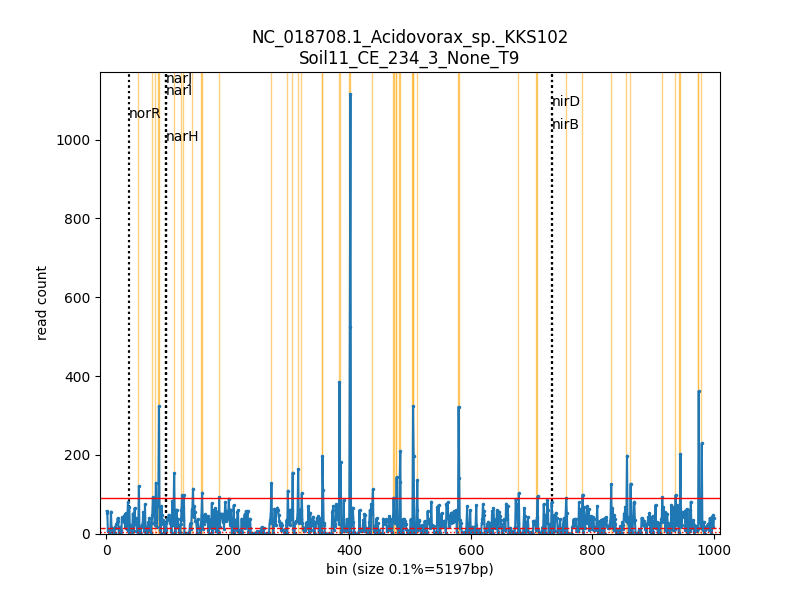 NC_018708.1_Acidovorax_sp._KKS102
Soil11_CE_234_3_None_T9
narJ
narI
nirD
norR
nirB
narH
read count
1000
800
600
400
200
0
0
200
400
600
800
1000
bin (size 0.1%=5197bp)